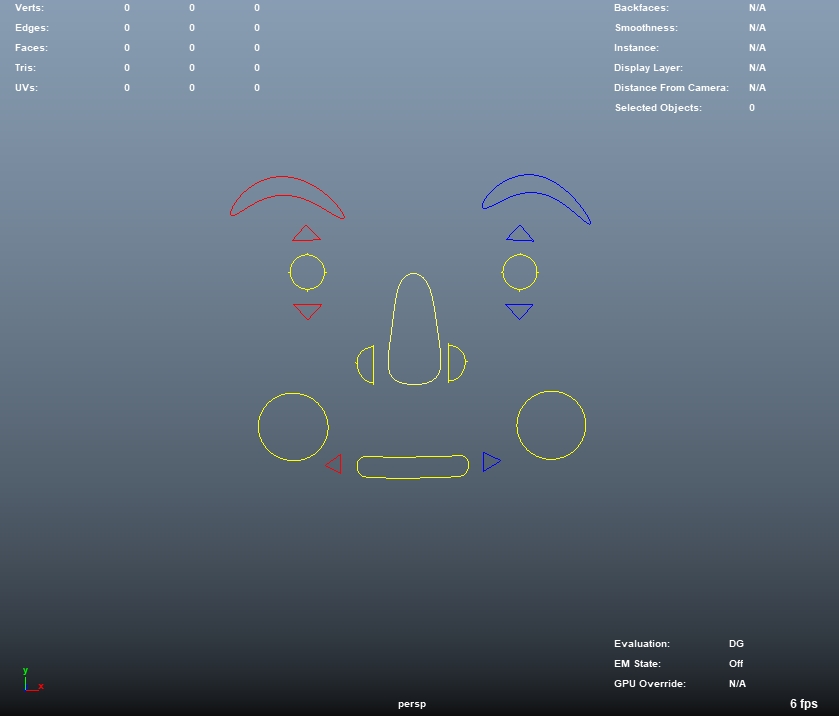 Verts: 0 0 0
Edges: 0 0 0
Faces: 0 0 0
Tris: 0 0 0
UVs: 0 0 0
Backfaces: N/A
Smoothness: N/A
Instance: N/A
Display Layer: N/A
Distance From Camera: N/A
Selected Objects: 0
Evaluation: DG
EM State: Off
GPU Override: N/A
y
x
persp
6 fps